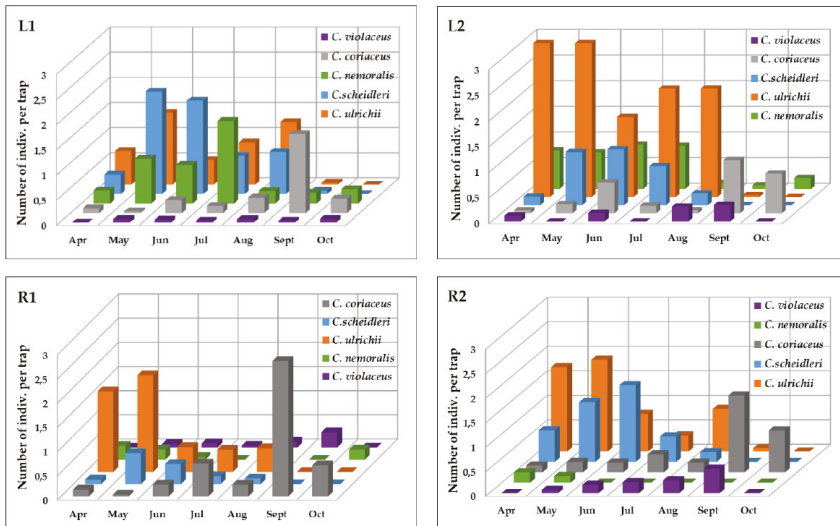 L1
C. violaceus
C. coriaceus
C. nemoralis
C.scheidleri
C. ulrichii
Number of indiv. per trap
3
2,5
2
1,5
1
0,5
0
Apr May Jun Jul Aug Sept Oct
L2
C. violaceus
C. coriaceus
C.scheidleri
C. ulrichii
C. nemoralis
Number of indiv. per trap
3
2,5
2
1,5
1
0,5
0
Apr May Jun Jul Aug Sept Oct
R1
C. coriaceus
C.scheidleri
C. ulrichii
C. nemoralis
C. violaceus
Number of indiv. per trap
3
2,5
2
1,5
1
0,5
0
Apr May Jun Jul Aug Sept Oct
R2
C. violaceus
C. nemoralis
C. coriaceus
C.scheidleri
C. ulrichii
Number of indiv. per trap
3
2,5
2
1,5
1
0,5
0
Apr May Jun Jul Aug Sept Oct